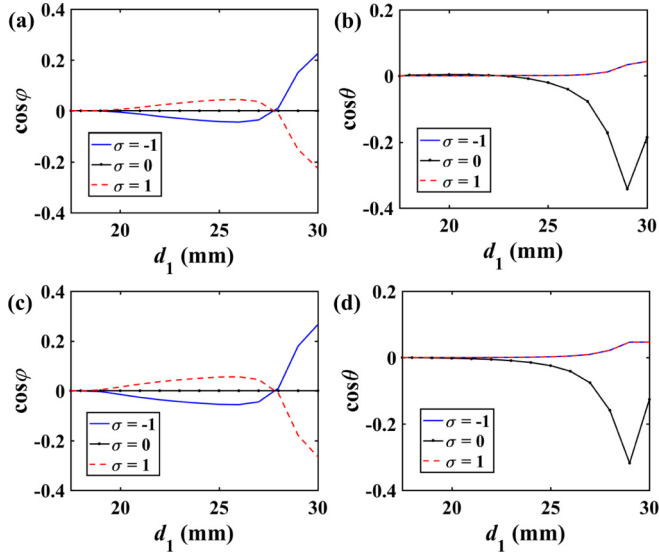 (a)
0.4
0.2
0
-0.2
-0.4
cosφ
σ = -1
σ = 0
σ = 1
20
25
30
d1 (mm)
(b)
0.2
0
-0.2
-0.4
cosθ
σ = -1
σ = 0
σ = 1
20
25
30
d1 (mm)
(c)
0.4
0.2
0
-0.2
-0.4
cosφ
σ = -1
σ = 0
σ = 1
20
25
30
d1 (mm)
(d)
0.2
0
-0.2
-0.4
cosθ
σ = -1
σ = 0
σ = 1
20
25
30
d1 (mm)